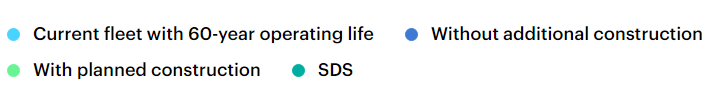 Current fleet with 60-year operating life Without additional construction
With planned construction SDS